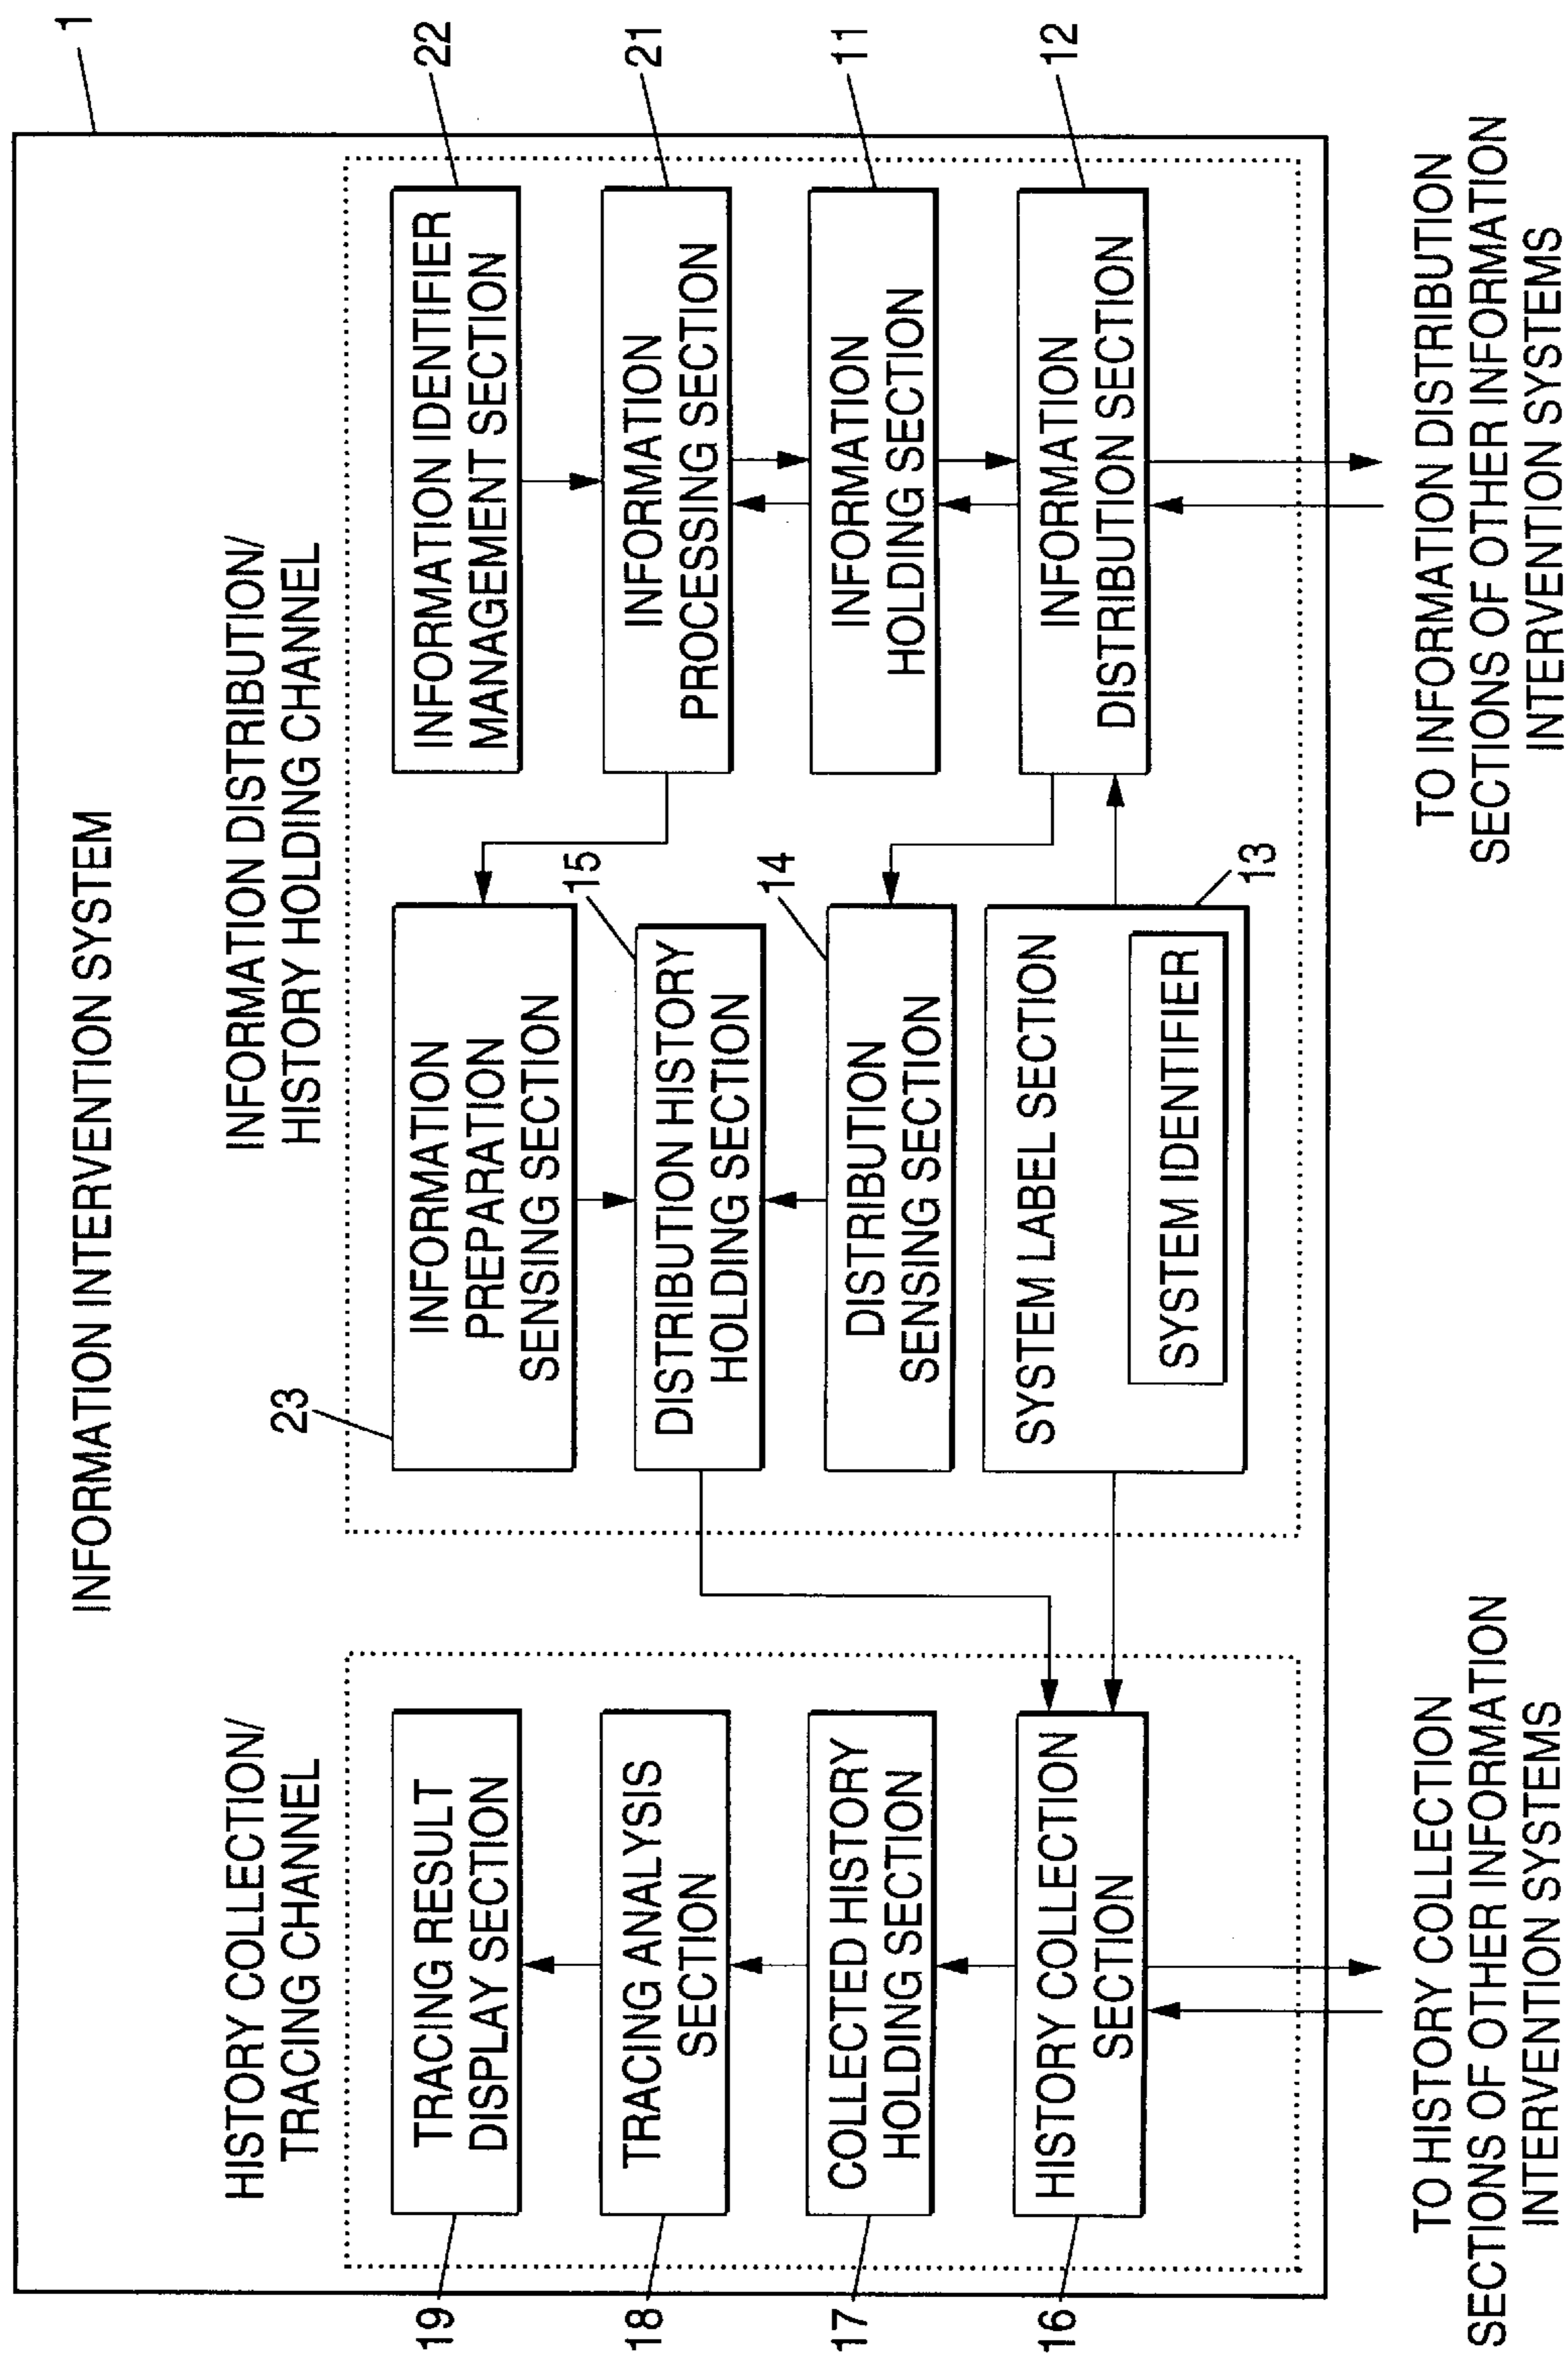 INFORMATION INTERVENTION SYSTEM
1
HISTORY COLLECTION/
TRACING CHANNEL
19
TRACING RESULT
DISPLAY SECTION
18
TRACING ANALYSIS
SECTION
17
COLLECTED HISTORY
HOLDING SECTION
16
HISTORY COLLECTION
SECTION
TO HISTORY COLLECTION
SECTIONS OF OTHER INFORMATION
INTERVENTION SYSTEMS
INFORMATION DISTRIBUTION/
HISTORY HOLDING CHANNEL
23
INFORMATION
PREPARATION
SENSING SECTION
15
DISTRIBUTION HISTORY
HOLDING SECTION
14
DISTRIBUTION
SENSING SECTION
SYSTEM LABEL SECTION
SYSTEM IDENTIFIER
13
22
INFORMATION IDENTIFIER
MANAGEMENT SECTION
21
INFORMATION
PROCESSING SECTION
11
INFORMATION
HOLDING SECTION
12
INFORMATION
DISTRIBUTION SECTION
TO INFORMATION DISTRIBUTION
SECTIONS OF OTHER INFORMATION
INTERVENTION SYSTEMS